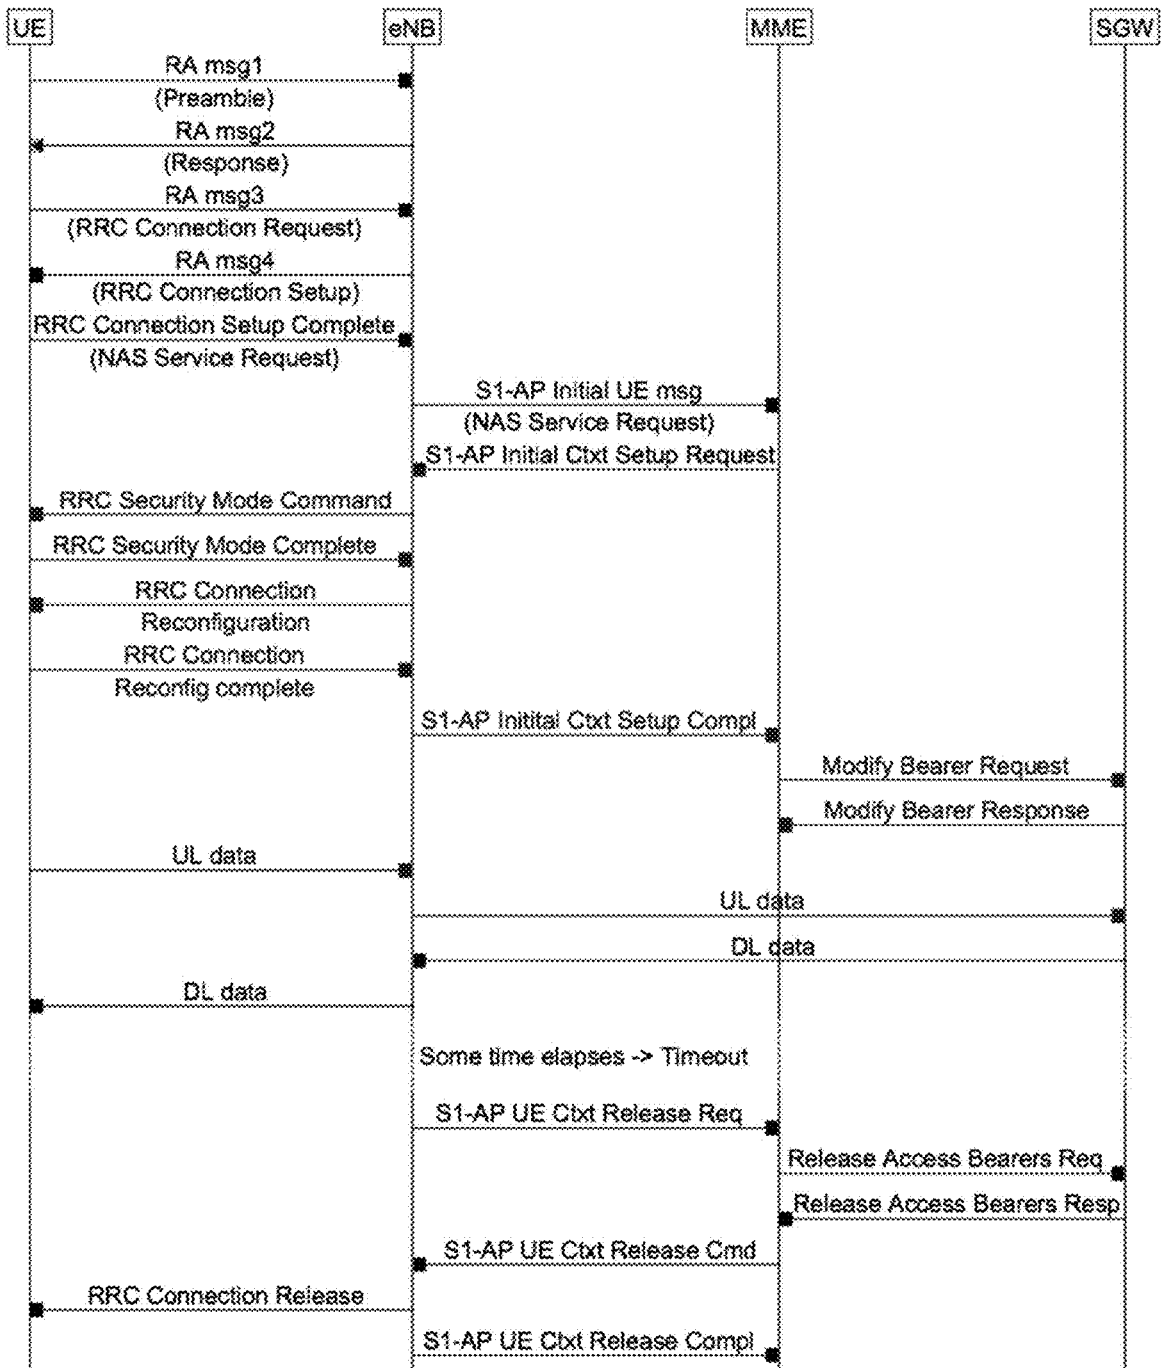 UE
eNB
MME
SGW
RA msg1
(Preamble)
RA msg2
(Response)
RA msg3
(RRC Connection Request)
RA msg4
(RRC Connection Setup)
RRC Connection Setup Complete
(NAS Service Request)
S1-AP Initial UE msg
(NAS Service Request)
S1-AP Initial Ctxt Setup Request
RRC Security Mode Command
RRC Security Mode Complete
RRC Connection
Reconfiguration
RRC Connection
Reconfig complete
S1-AP Initital Ctxt Setup Compl
Modify Bearer Request
Modify Bearer Response
UL data
UL data
DL data
DL data
Some time elapses -> Timeout
S1-AP UE Ctxt Release Req
Release Access Bearers Req
Release Access Bearers Resp
S1-AP UE Ctxt Release Cmd
RRC Connection Release
S1-AP UE Ctxt Release Compl